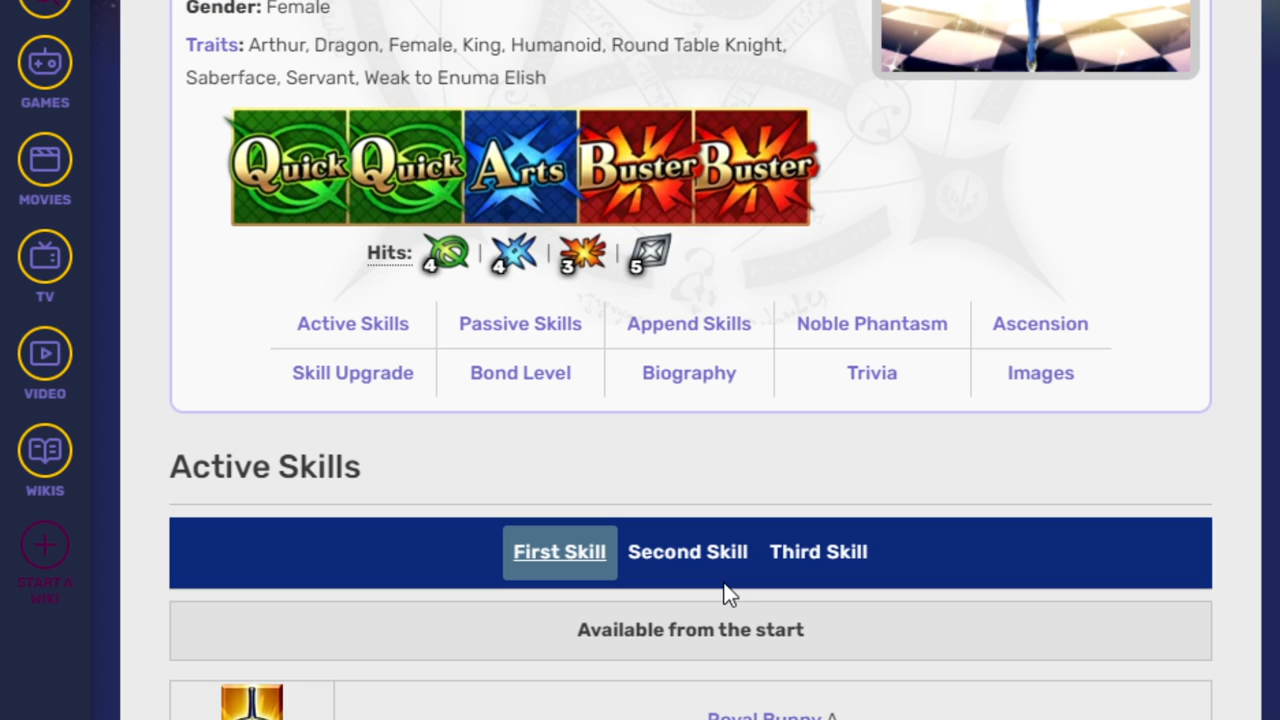 Gender: Female
Traits: Arthur, Dragon, Female, King, Humanoid, Round Table Knight,
Saberface, Servant, Weak to Enuma Elish
Quick Quick Arts Buster Buster
Hits: 4 | 4 | 3 | 5
Active Skills Passive Skills Append Skills Noble Phantasm Ascension
Skill Upgrade Bond Level Biography Trivia Images
Active Skills
First Skill Second Skill Third Skill
Available from the start
Royal Bunny A
GAMES
MOVIES
TV
VIDEO
WIKIS
START A
WIKI